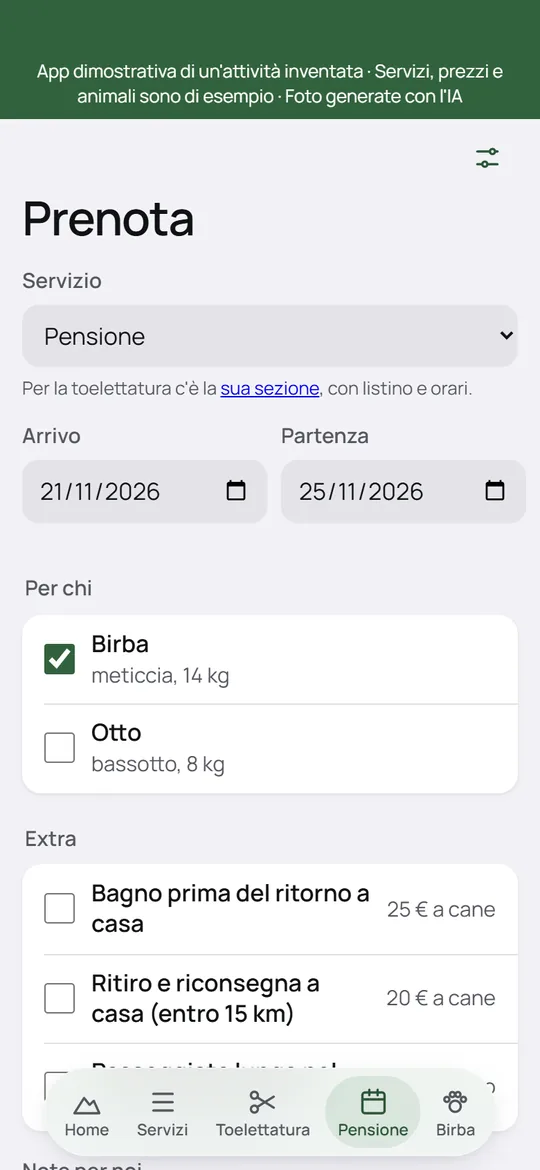 App dimostrativa di un'attività inventata · Servizi, prezzi e
animali sono di esempio · Foto generate con l'IA
Prenota
Servizio
Pensione
Per la toelettatura c'è la sua sezione, con listino e orari.
Arrivo
Partenza
21/11/2026
25/11/2026
Per chi
Birba
meticcia, 14 kg
Otto
bassotto, 8 kg
Extra
Bagno prima del ritorno a
casa
25 € a cane
Ritiro e riconsegna a
casa (entro 15 km)
20 € a cane
Home
Servizi
Toelettatura
Pensione
Birba